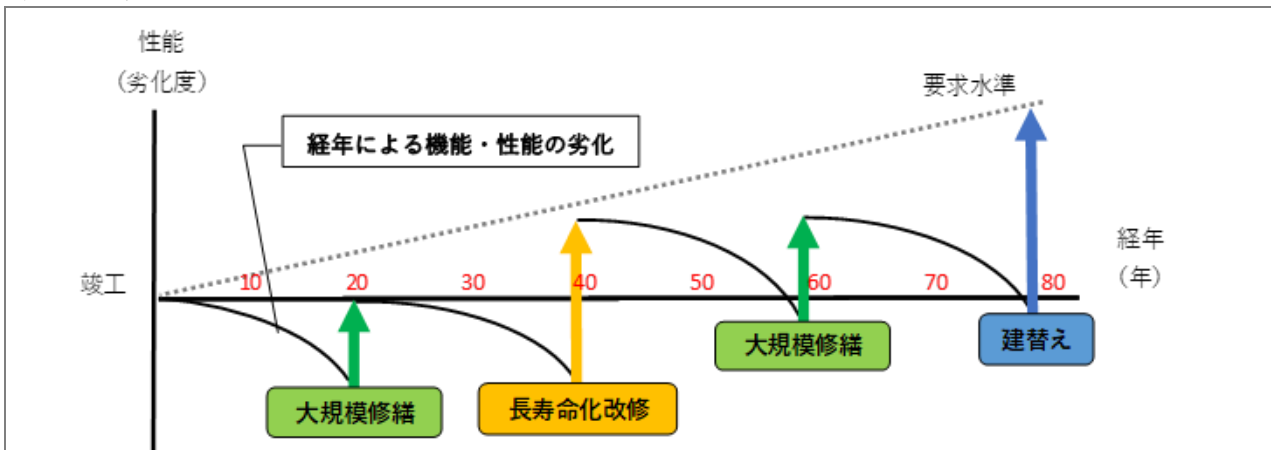 性能
（劣化度）
要求水準
経年による機能・性能の劣化
経年
（年）
竣工
10
20
30
40
50
60
70
80
大規模修繕
建替え
大規模修繕
長寿命化改修